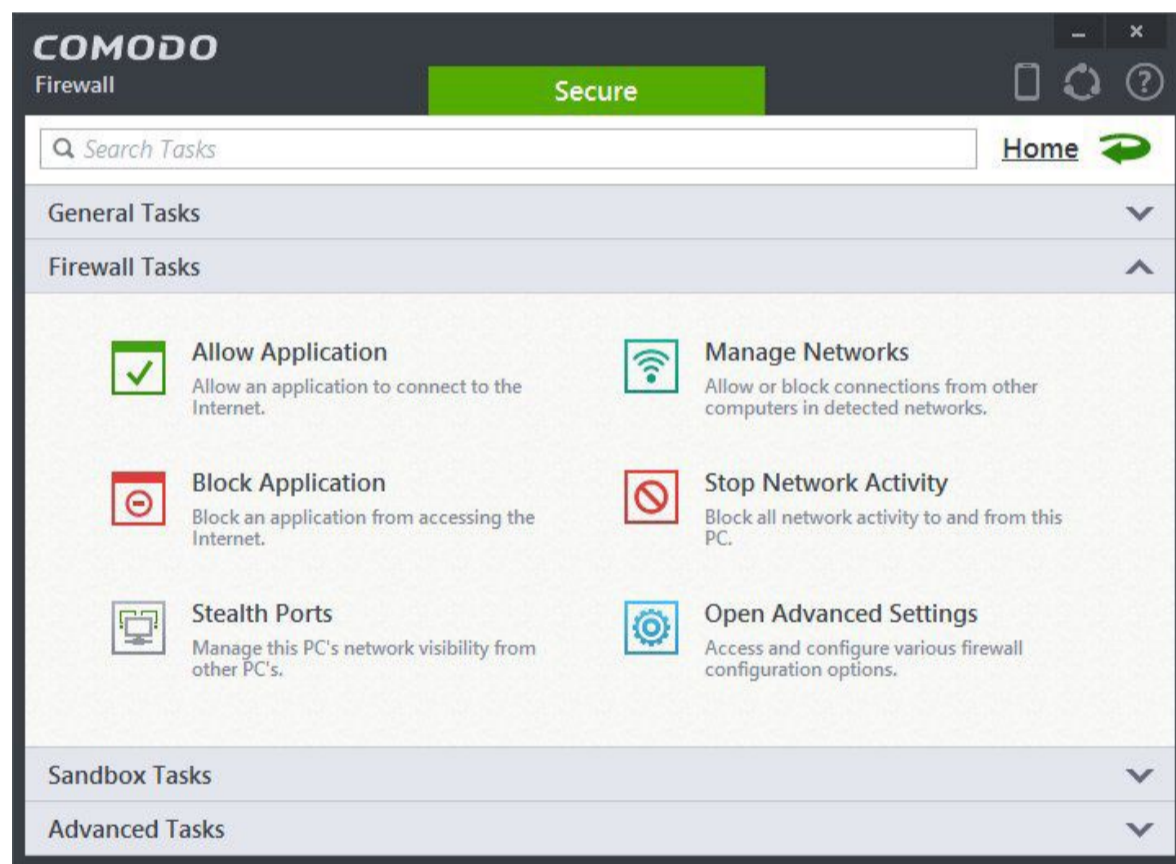 COMODO
Firewall
Secure
Search Tasks
Home
General Tasks
Firewall Tasks
Allow Application
Allow an application to connect to the
Internet.
Manage Networks
Allow or block connections from other
computers in detected networks.
Block Application
Block an application from accessing the
Internet.
Stop Network Activity
Block all network activity to and from this
PC.
Stealth Ports
Manage this PC's network visibility from
other PC's.
Open Advanced Settings
Access and configure various firewall
configuration options.
Sandbox Tasks
Advanced Tasks